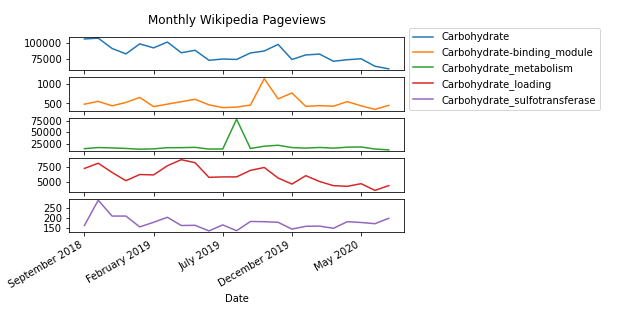 Monthly Wikipedia Pageviews
Carbohydrate
Carbohydrate-binding_module
Carbohydrate_metabolism
Carbohydrate_loading
Carbohydrate_sulfotransferase
100000
75000
1000
500
75000
50000
25000
7500
5000
250
200
150
September 2018
February 2019
July 2019
December 2019
May 2020
Date